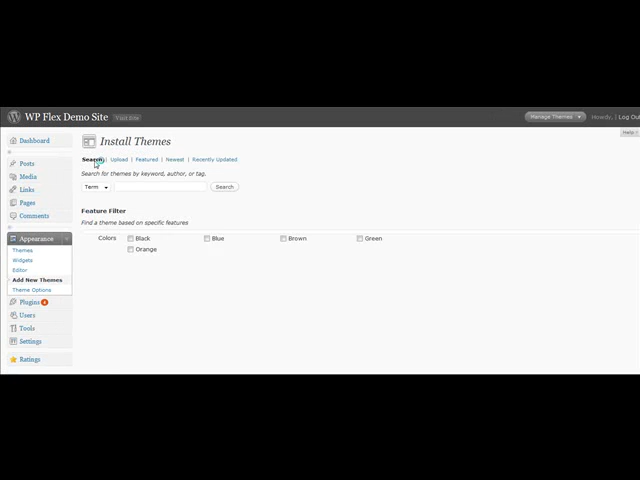 WP Flex Demo Site Visit Site Manage Themes Howdy, | Log Out
Help
Dashboard
Posts
Media
Links
Pages
Comments
Appearance
Themes
Widgets
Editor
Add New Themes
Theme Options
Plugins 4
Users
Tools
Settings
Ratings
Install Themes
Search | Upload | Featured | Newest | Recently Updated
Search for themes by keyword, author, or tag.
Term Search
Feature Filter
Find a theme based on specific features
Colors Black Blue Brown Green
Orange